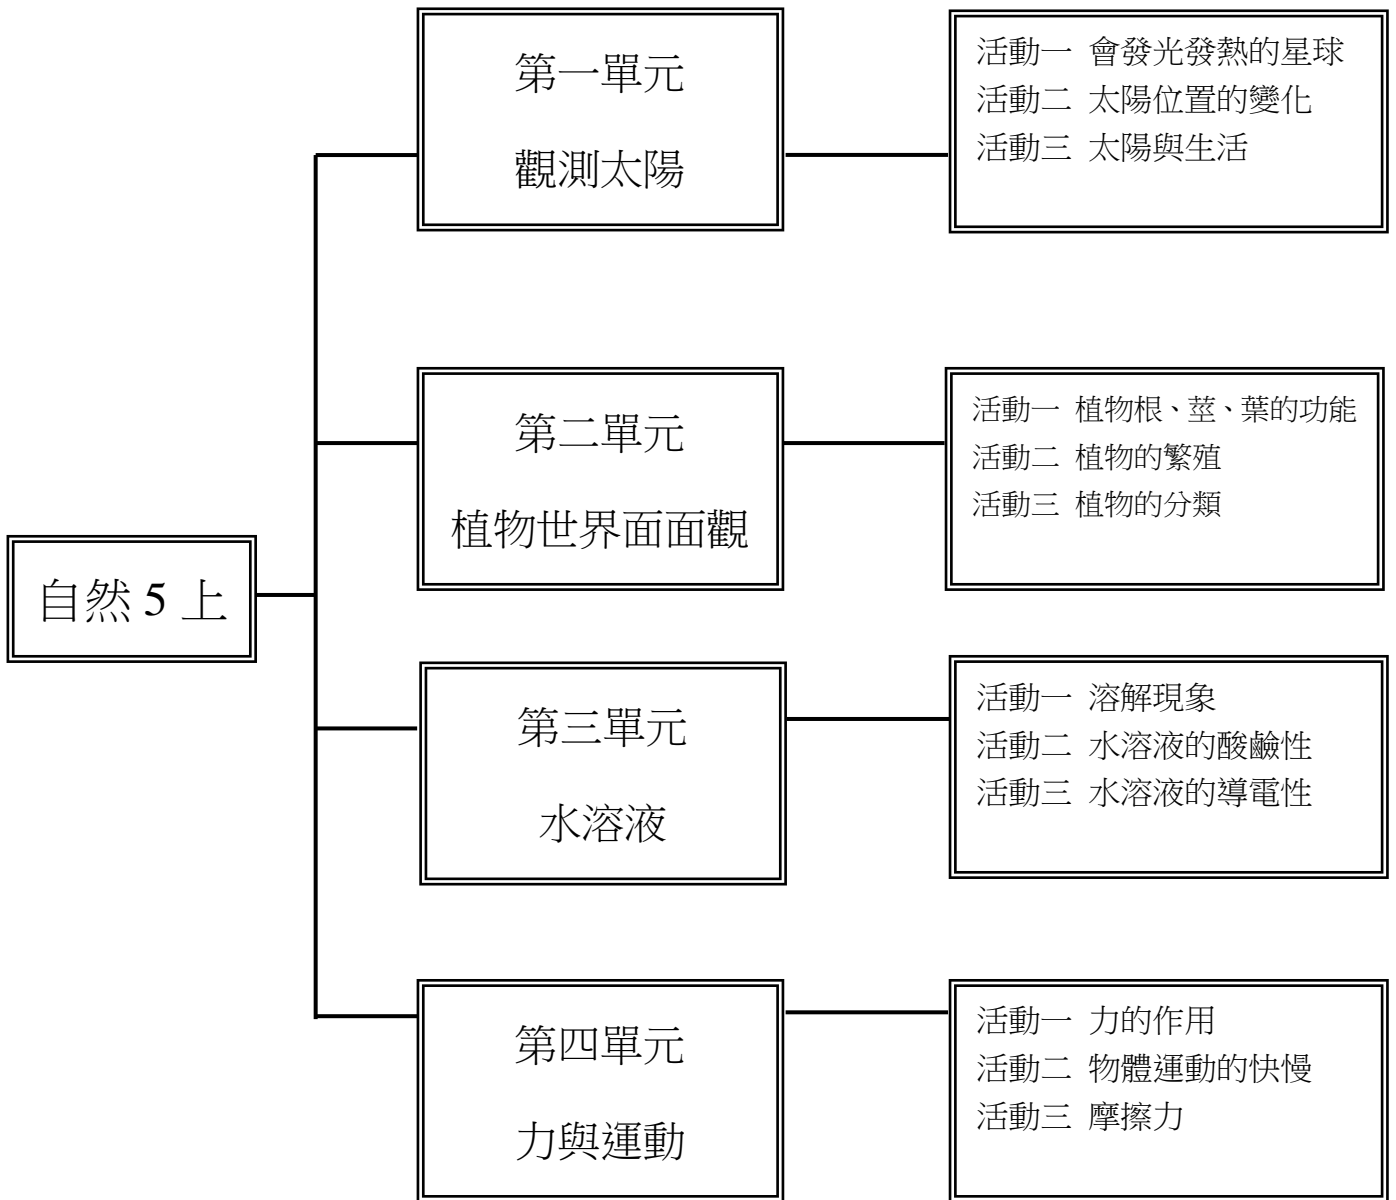 自然 5 上
第一單元
觀測太陽
活動一 會發光發熱的星球
活動二 太陽位置的變化
活動三 太陽與生活
第二單元
植物世界面面觀
活動一 植物根、莖、葉的功能
活動二 植物的繁殖
活動三 植物的分類
第三單元
水溶液
活動一 溶解現象
活動二 水溶液的酸鹼性
活動三 水溶液的導電性
第四單元
力與運動
活動一 力的作用
活動二 物體運動的快慢
活動三 摩擦力